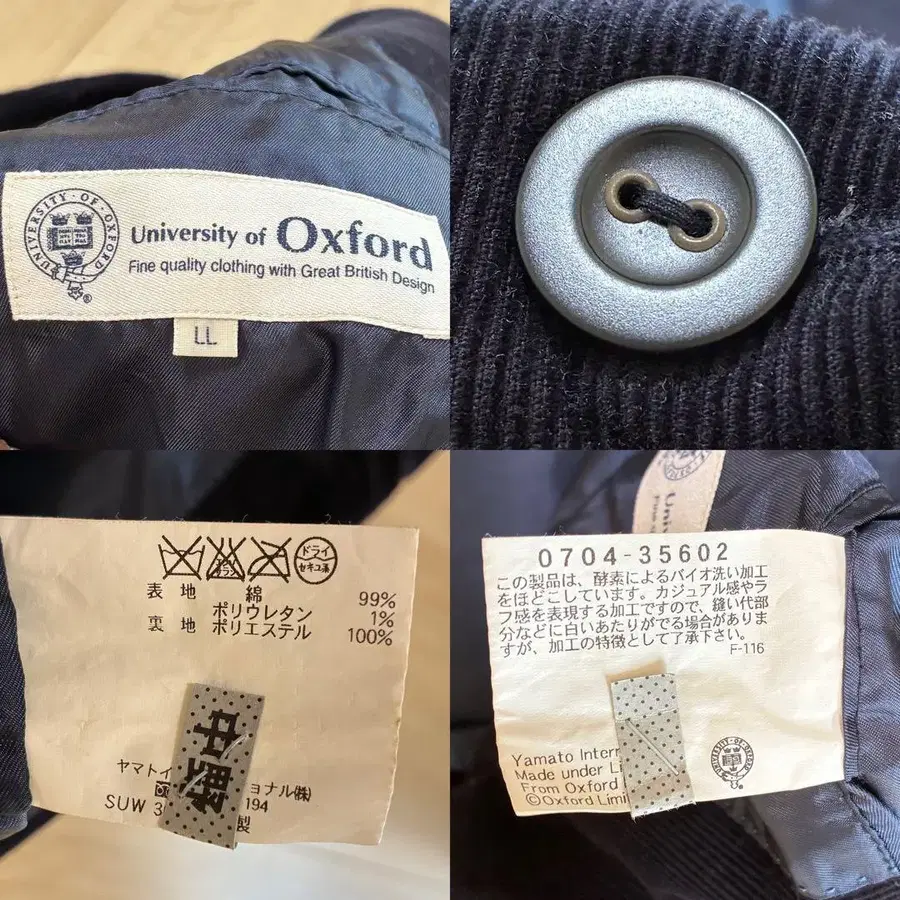 UNIVERSITY · OF · OXFORD
University of Oxford
®
Fine quality clothing with Great British Design
LL
ドライ
セキユ系
表地 綿 99%
ポリウレタン 1%
裏地 ポリエステル 100%
ヤマトイ ョナル㈱
SUW 3 194
製
0704-35602
この製品は、酵素によるバイオ洗い加工
をほどこしています。カジュアル感やラ
フ感を表現する加工ですので、縫い代部
分などに白いあたりがでる場合がありま
すが、加工の特徴として了承下さい。
F-116
Yamato Intern
Made under Li
From Oxford
©Oxford Limi
UNIVERSITY · OF · OXFORD
®